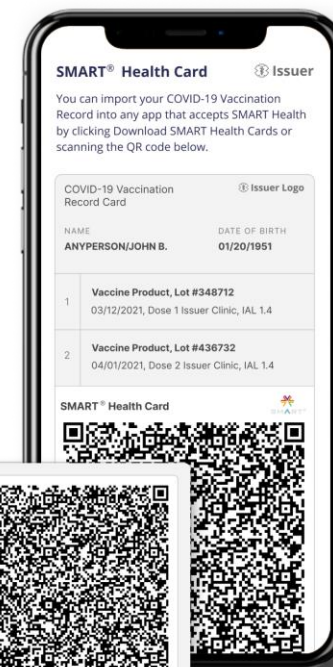 SMART® Health Card
Issuer
You can import your COVID-19 Vaccination
Record into any app that accepts SMART Health
by clicking Download SMART Health Cards or
scanning the QR code below.
COVID-19 Vaccination
Record Card
Issuer Logo
NAME
DATE OF BIRTH
ANYPERSON/JOHN B.
01/20/1951
1
Vaccine Product, Lot #348712
03/12/2021, Dose 1 Issuer Clinic, IAL 1.4
2
Vaccine Product, Lot #436732
04/01/2021, Dose 2 Issuer Clinic, IAL 1.4
SMART® Health Card
SMART®